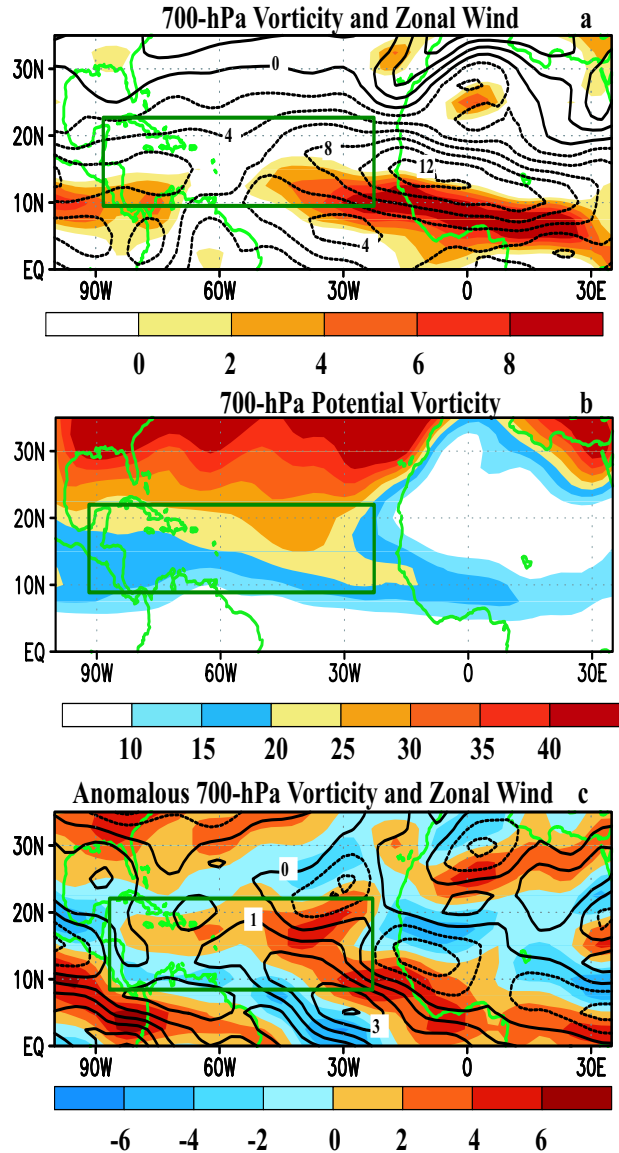 700-hPa Vorticity and Zonal Wind a
30N
0
20N
4
8
12
10N
4
EQ
90W 60W 30W 0 30E
0 2 4 6 8
700-hPa Potential Vorticity b
30N
20N
10N
EQ
90W 60W 30W 0 30E
10 15 20 25 30 35 40
Anomalous 700-hPa Vorticity and Zonal Wind c
30N
0
20N
1
10N
3
EQ
90W 60W 30W 0 30E
-6 -4 -2 0 2 4 6